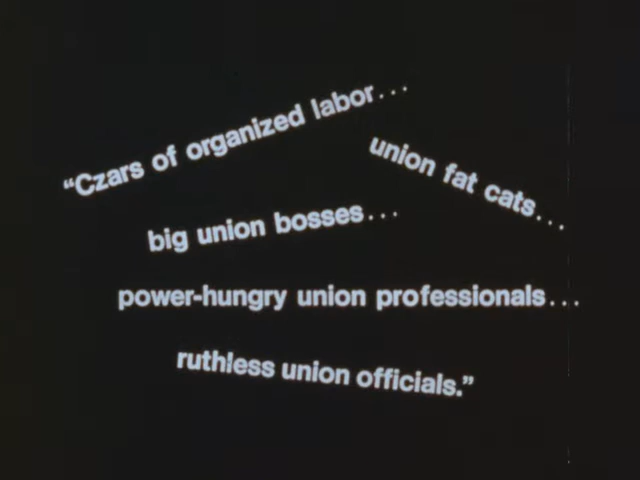 “Czars of organized labor...
union fat cats...
big union bosses...
power-hungry union professionals...
ruthless union officials.”